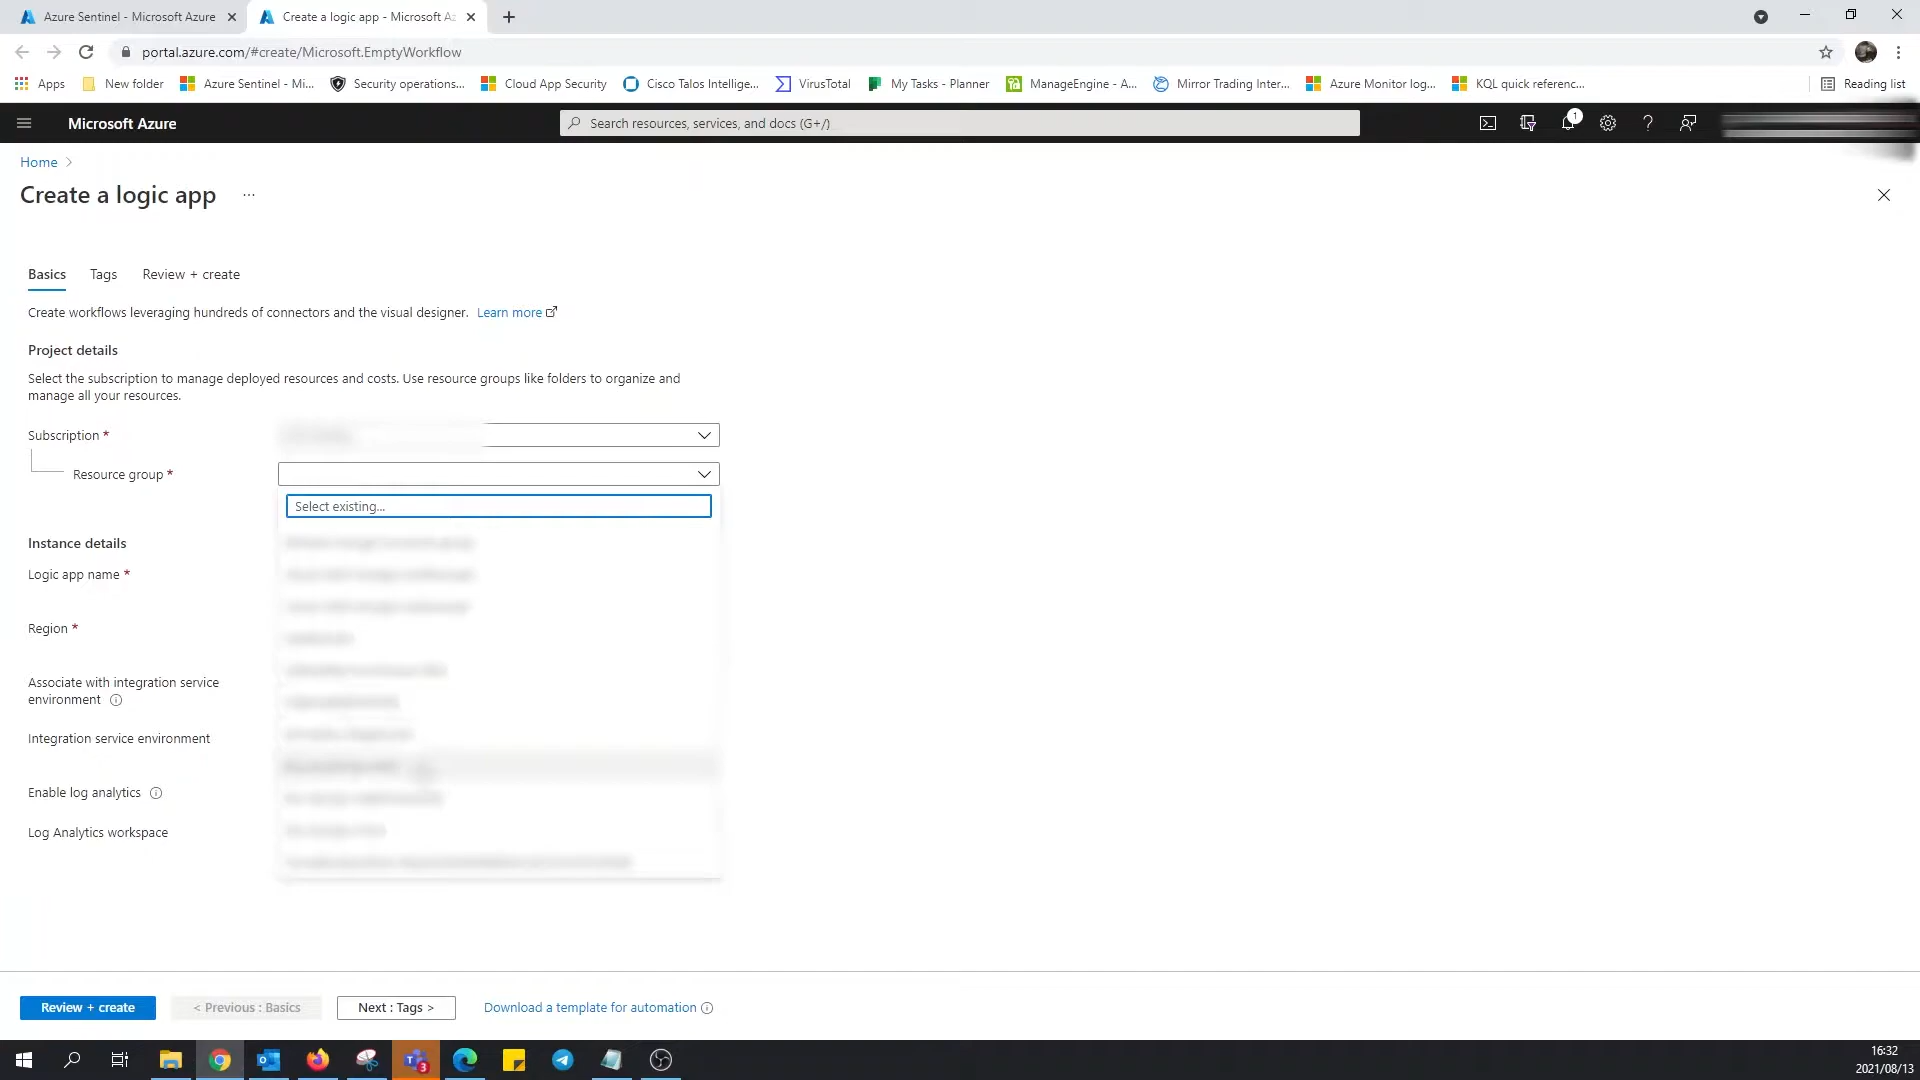 Azure Sentinel - Microsoft Azure
Create a logic app - Microsoft Az
portal.azure.com/#create/Microsoft.EmptyWorkflow
Apps
New folder
Azure Sentinel - Mi...
Security operations...
Cloud App Security
Cisco Talos Intellige...
VirusTotal
My Tasks - Planner
ManageEngine - A...
Mirror Trading Inter...
Azure Monitor log...
KQL quick referenc...
Reading list
Microsoft Azure
Search resources, services, and docs (G+/)
1
Home >
Create a logic app ...
Basics
Tags
Review + create
Create workflows leveraging hundreds of connectors and the visual designer. Learn more
Project details
Select the subscription to manage deployed resources and costs. Use resource groups like folders to organize and
manage all your resources.
Subscription *
Resource group *
Select existing...
Instance details
Logic app name *
Region *
Associate with integration service
environment
Integration service environment
Enable log analytics
Log Analytics workspace
Review + create
< Previous : Basics
Next : Tags >
Download a template for automation
3
16:32
2021/08/13